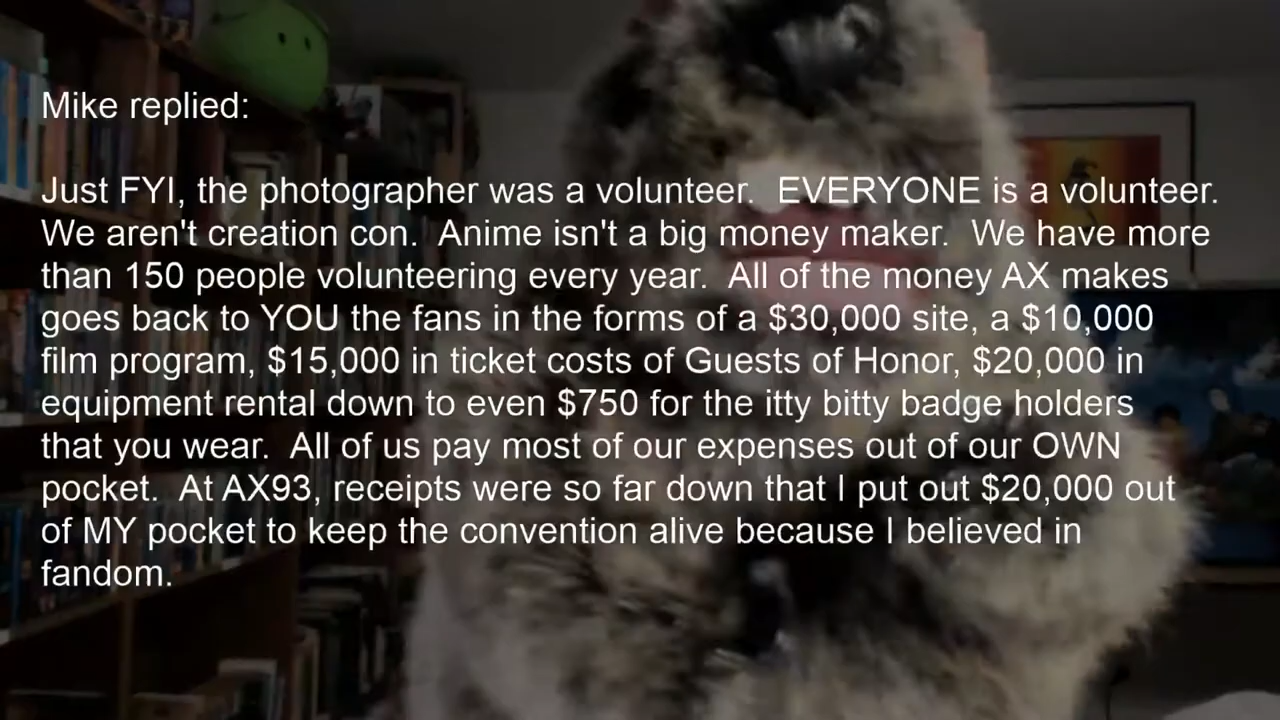 Mike replied:
Just FYI, the photographer was a volunteer.  EVERYONE is a volunteer.
We aren't creation con.  Anime isn't a big money maker.  We have more
than 150 people volunteering every year.  All of the money AX makes
goes back to YOU the fans in the forms of a $30,000 site, a $10,000
film program, $15,000 in ticket costs of Guests of Honor, $20,000 in
equipment rental down to even $750 for the itty bitty badge holders
that you wear.  All of us pay most of our expenses out of our OWN
pocket.  At AX93, receipts were so far down that I put out $20,000 out
of MY pocket to keep the convention alive because I believed in
fandom.